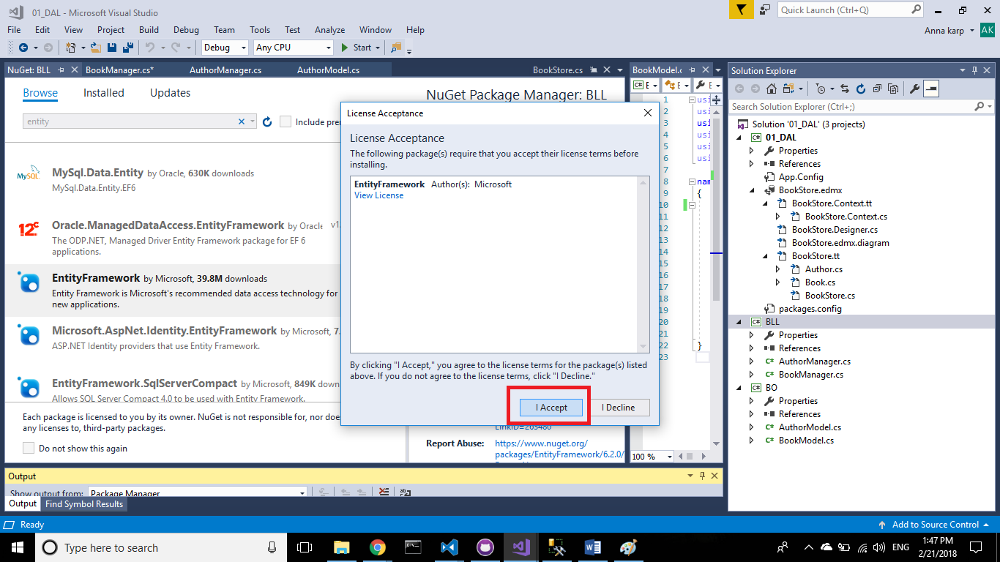 01_DAL - Microsoft Visual Studio
Quick Launch (Ctrl+Q)
File Edit View Project Build Debug Team Tools Test Analyze Window Help
Anna karp AK
Debug Any CPU Start
NuGet: BLL BookManager.cs* AuthorManager.cs AuthorModel.cs BookStore.cs
Browse Installed Updates
NuGet Package Manager: BLL
entity
Include pre
MySQL
MySql.Data.Entity by Oracle, 630K downloads
MySql.Data.Entity.EF6
12c
Oracle.ManagedDataAccess.EntityFramework by Oracle v1
The ODP.NET, Managed Driver Entity Framework package for EF 6
applications.
EntityFramework by Microsoft, 39.8M downloads
Entity Framework is Microsoft's recommended data access technology for
new applications.
Microsoft.AspNet.Identity.EntityFramework by Microsoft, 7.
ASP.NET Identity providers that use Entity Framework.
EntityFramework.SqlServerCompact by Microsoft, 849K down
Allows SQL Server Compact 4.0 to be used with Entity Framework.
Each package is licensed to you by its owner. NuGet is not responsible for, nor doe
any licenses to, third-party packages.
Do not show this again
License Acceptance
License Acceptance
The following package(s) require that you accept their license terms before
installing.
EntityFramework Author(s): Microsoft
View License
By clicking "I Accept," you agree to the license terms for the package(s) listed
above. If you do not agree to the license terms, click "I Decline."
I Accept I Decline
LinkID=263480
Report Abuse: https://www.nuget.org/
packages/EntityFramework/6.2.0/
BookModel.c
1 usi
2 usi
3 usi
4 usi
5 usi
6 usi
7
8 nam
9 {
10
11
12
13
14
15
16
17
18
19
20
21
22 }
23
100 %
Solution Explorer
Search Solution Explorer (Ctrl+;)
Solution '01_DAL' (3 projects)
C# 01_DAL
Properties
References
App.Config
BookStore.edmx
BookStore.Context.tt
BookStore.Context.cs
BookStore.Designer.cs
BookStore.edmx.diagram
BookStore.tt
Author.cs
Book.cs
BookStore.cs
packages.config
C# BLL
Properties
References
C# AuthorManager.cs
C# BookManager.cs
C# BO
Properties
References
C# AuthorModel.cs
C# BookModel.cs
Output
Show output from: Package Manager
Output Find Symbol Results
Ready
Add to Source Control
Type here to search
ENG
1:47 PM
2/21/2018